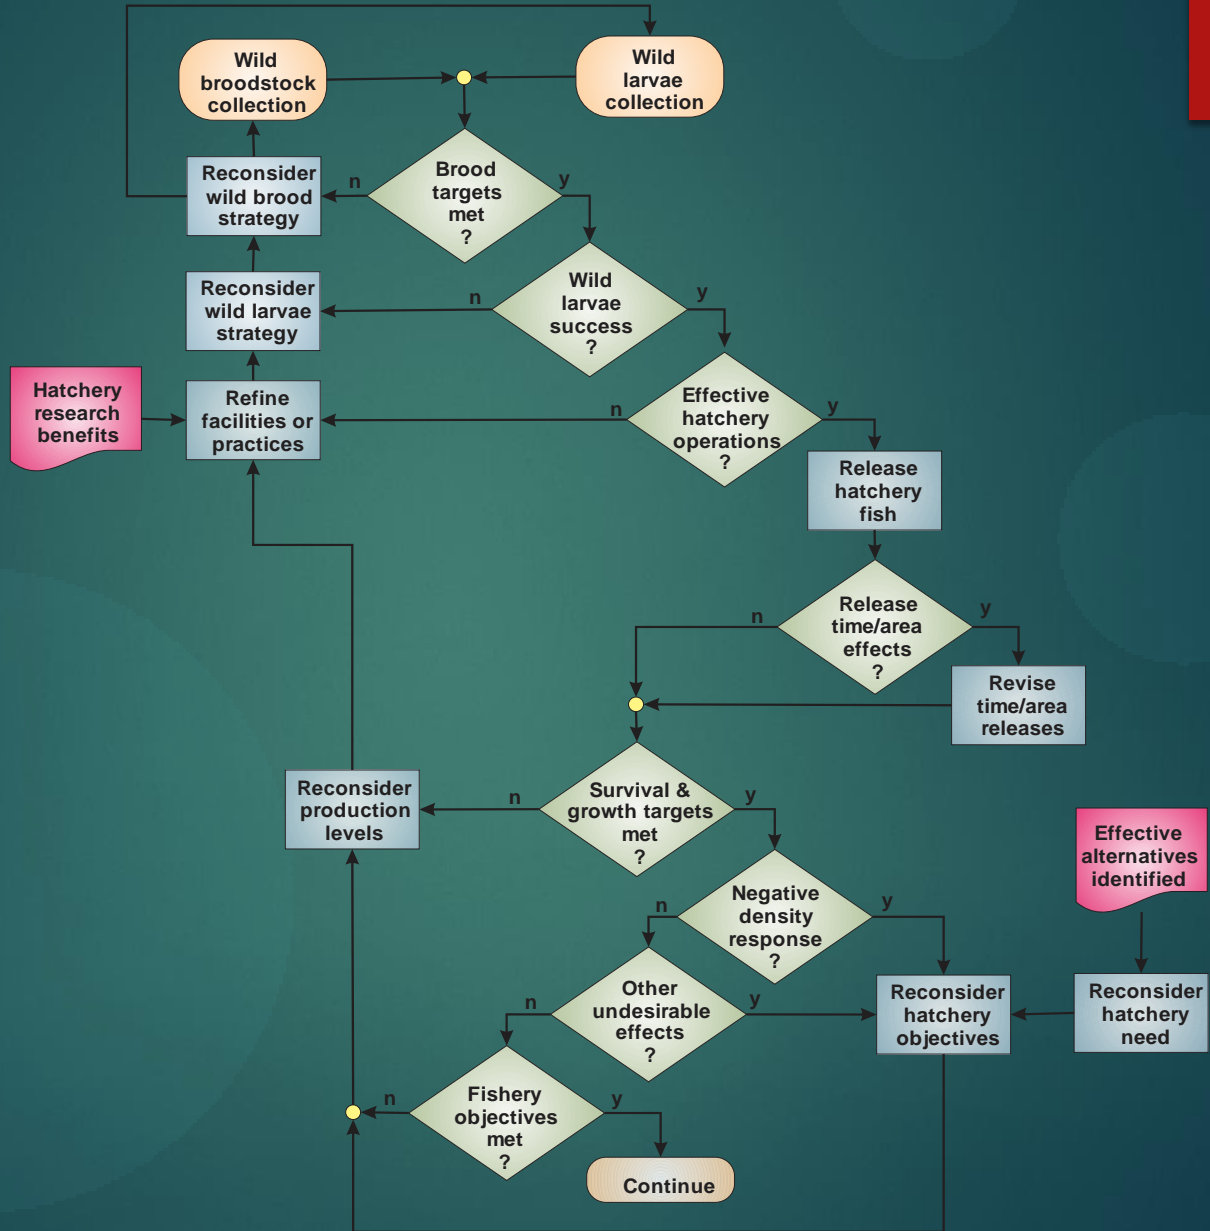 Wild
broodstock
collection
Wild
larvae
collection
Reconsider
wild brood
strategy
n
Brood
targets
met
?
y
Reconsider
wild larvae
strategy
n
Wild
larvae
success
?
y
Hatchery
research
benefits
Refine
facilities or
practices
n
Effective
hatchery
operations
?
y
Release
hatchery
fish
n
Release
time/area
effects
?
y
Revise
time/area
releases
Reconsider
production
levels
n
Survival &
growth targets
met
?
y
Effective
alternatives
identified
n
Negative
density
response
?
y
n
Other
undesirable
effects
?
y
Reconsider
hatchery
objectives
Reconsider
hatchery
need
n
Fishery
objectives
met
?
y
Continue